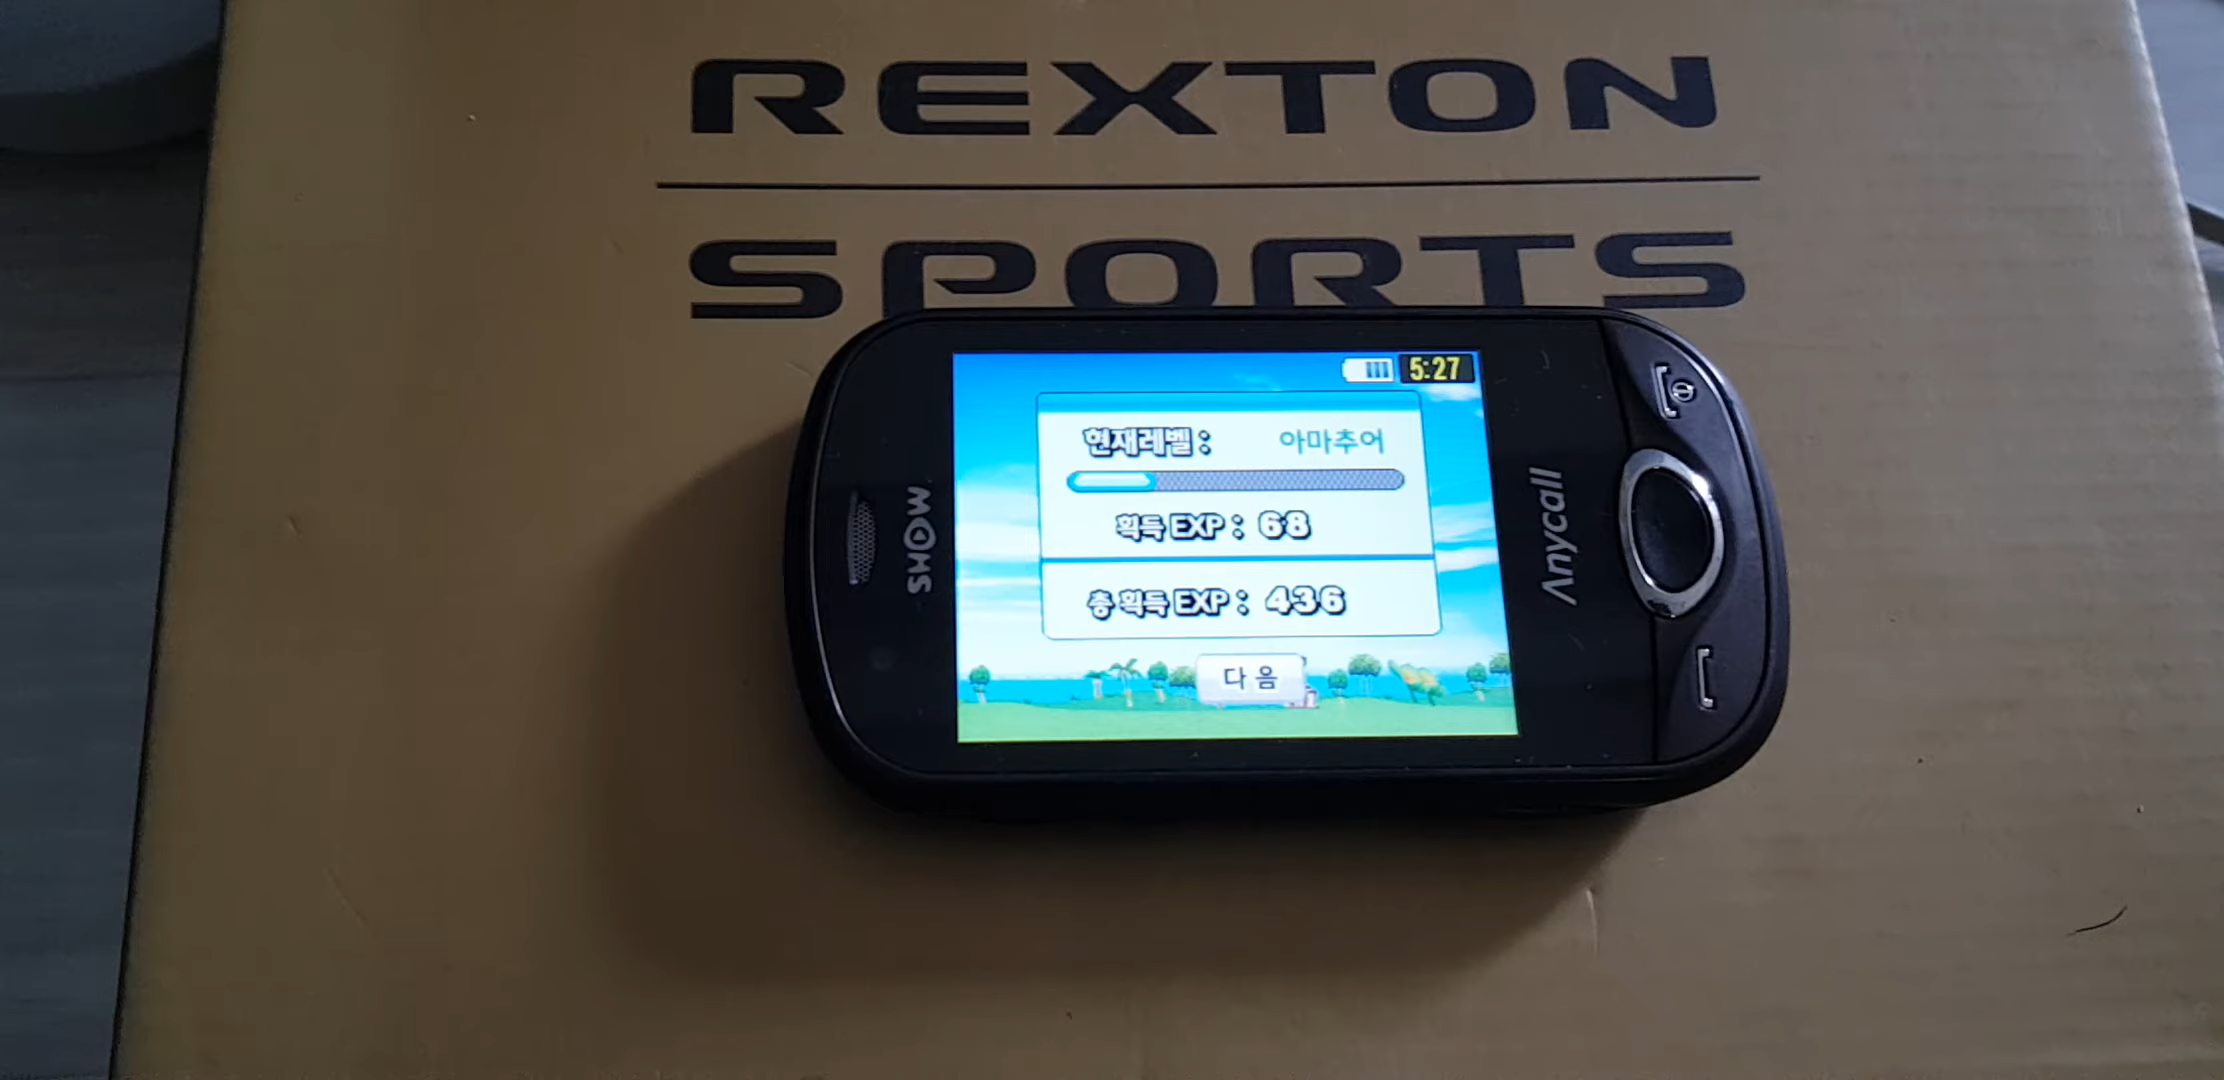 REXTON
SPORTS
5:27
현재레벨 : 아마추어
획득 EXP : 68
총 획득 EXP : 436
다음
SHOW
Anycall